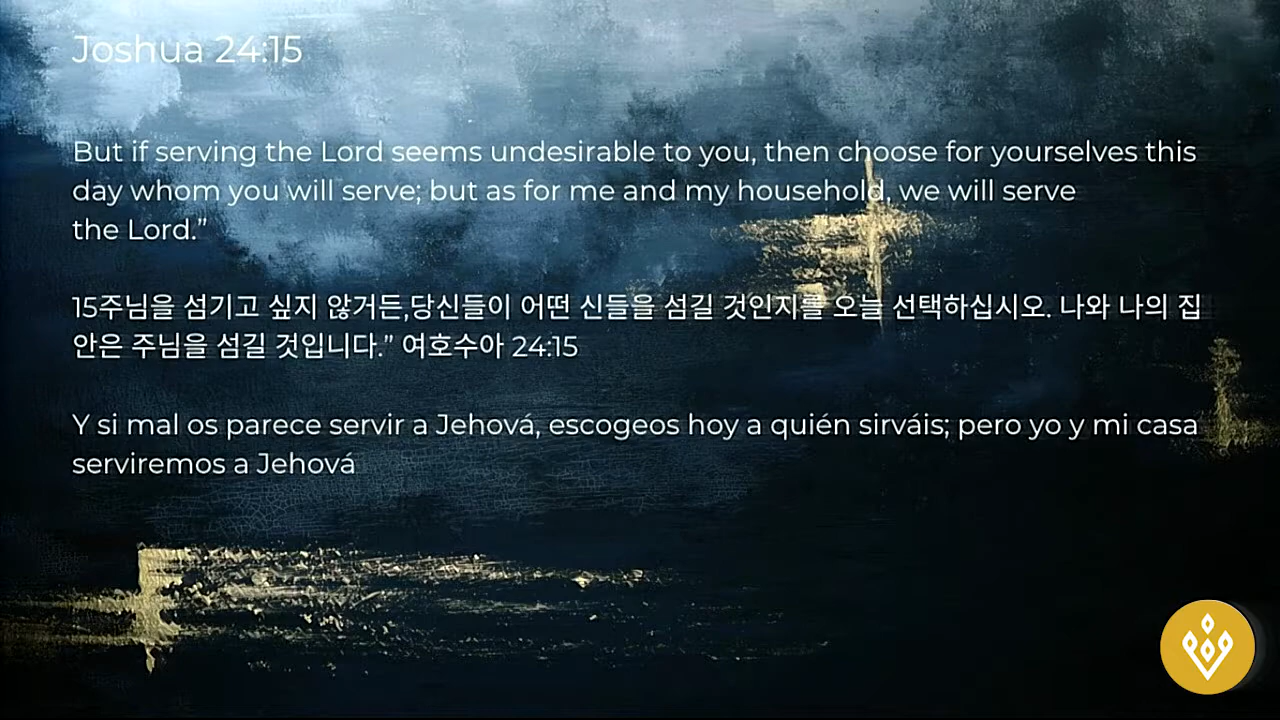 Joshua 24:15
But if serving the Lord seems undesirable to you, then choose for yourselves this
day whom you will serve; but as for me and my household, we will serve
the Lord.”
15주님을 섬기고 싶지 않거든,당신들이 어떤 신들을 섬길 것인지를 오늘 선택하십시오. 나와 나의 집
안은 주님을 섬길 것입니다.” 여호수아 24:15
Y si mal os parece servir a Jehová, escogeos hoy a quién sirváis; pero yo y mi casa
serviremos a Jehová